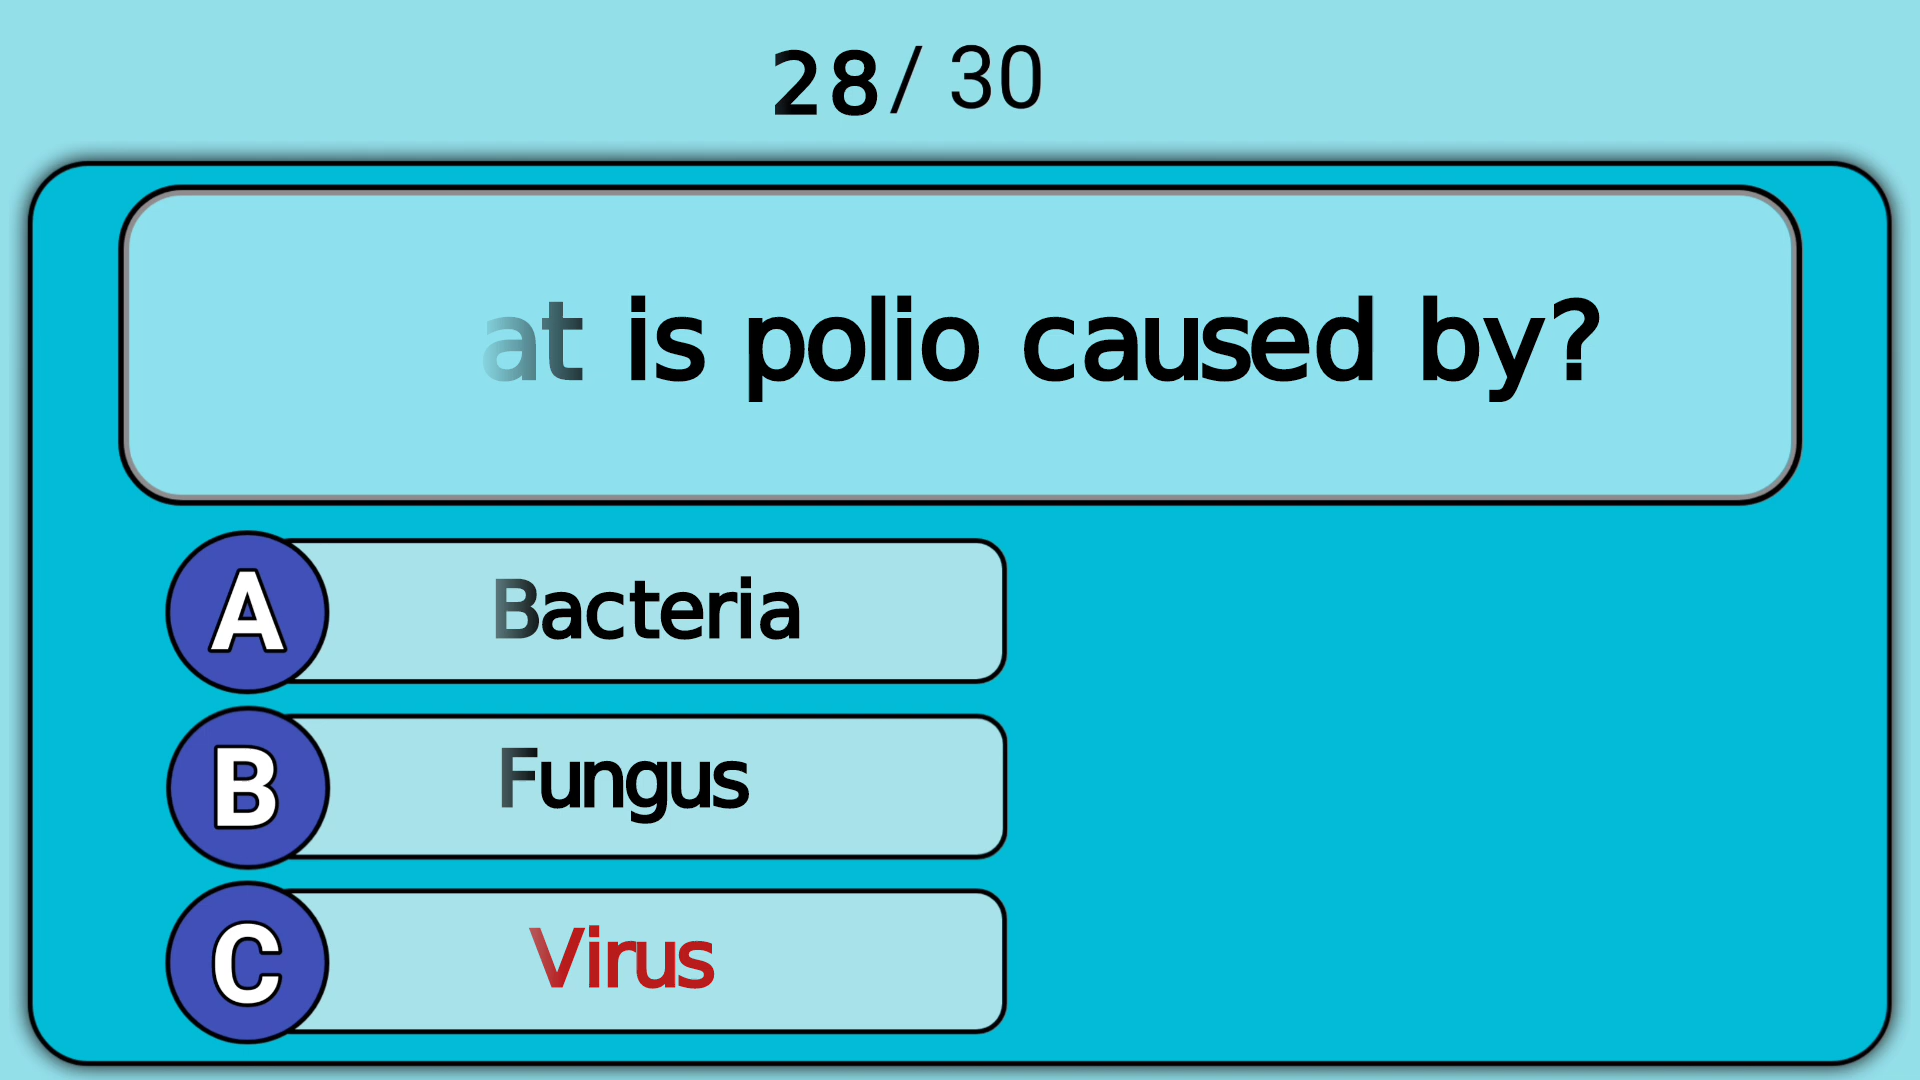 28/ 30
at is polio caused by?
A Bacteria
B Fungus
C Virus